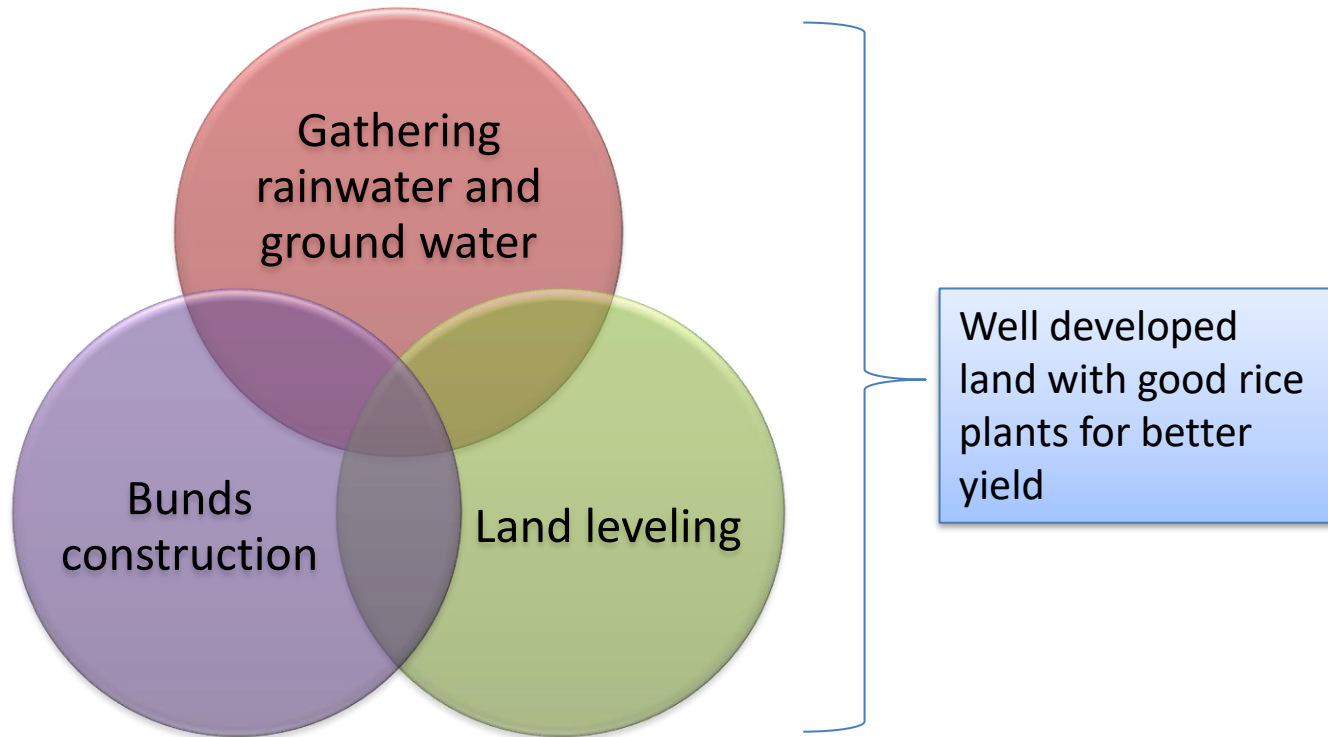 Gathering
rainwater and
ground water
Bunds
construction
Land leveling
Well developed
land with good rice
plants for better
yield